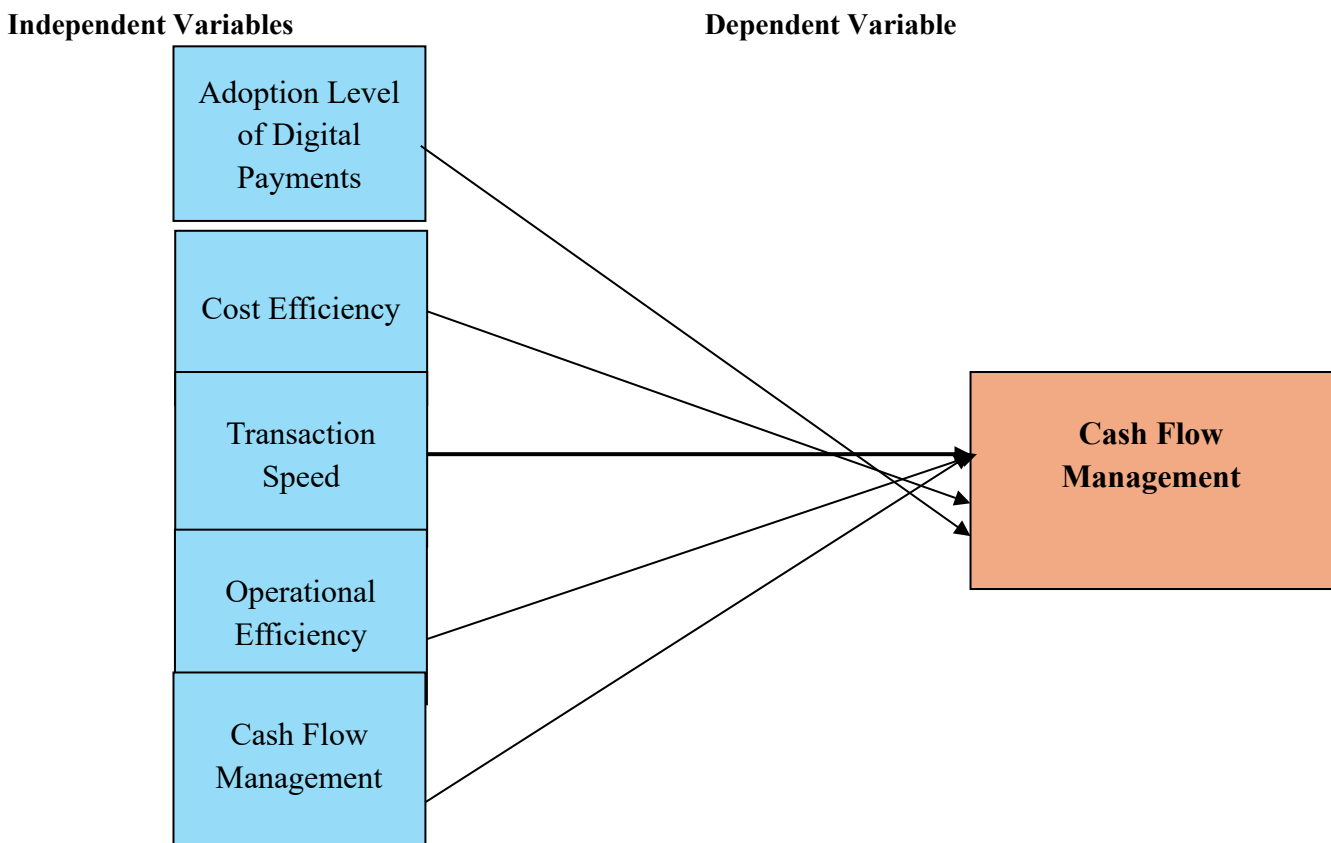 Independent Variables
Dependent Variable
Adoption Level
of Digital
Payments
Cost Efficiency
Transaction
Speed
Operational
Efficiency
Cash Flow
Management
Cash Flow
Management